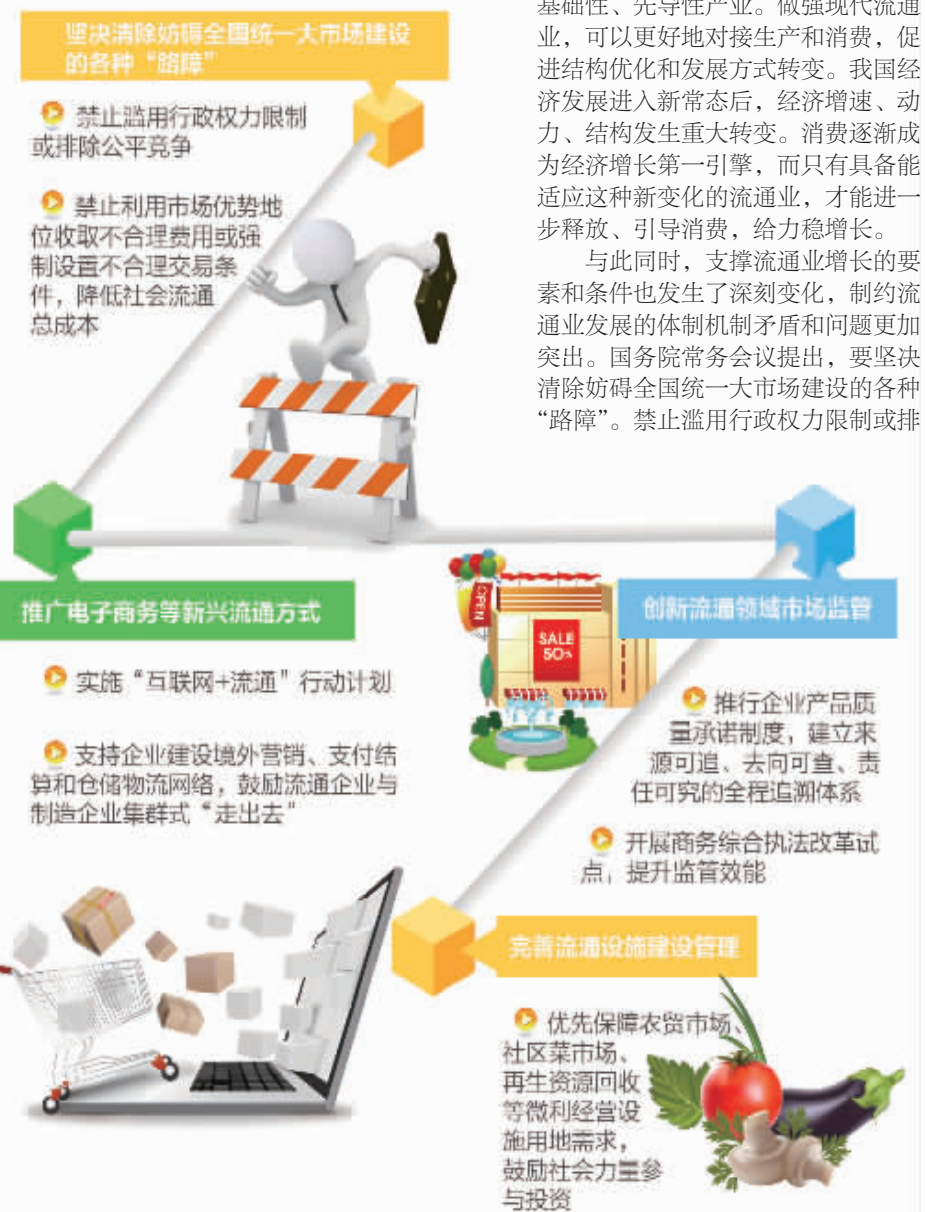 坚决清除妨碍全国统一大市场建设
的各种“路障”
禁止滥用行政权力限制
或排除公平竞争
禁止利用市场优势地
位收取不合理费用或强
制设置不合理交易条
件，降低社会流通
总成本
基础性、先导性产业。做强现代流通
业，可以更好地对接生产和消费，促
进结构优化和发展方式转变。我国经
济发展进入新常态后，经济增速、动
力、结构发生重大转变。消费逐渐成
为经济增长第一引擎，而只有具备能
适应这种新变化的流通业，才能进一
步释放、引导消费，给力稳增长。
与此同时，支撑流通业增长的要
素和条件也发生了深刻变化，制约流
通业发展的体制机制矛盾和问题更加
突出。国务院常务会议提出，要坚决
清除妨碍全国统一大市场建设的各种
“路障”。禁止滥用行政权力限制或排
推广电子商务等新兴流通方式
实施“互联网+流通”行动计划
支持企业建设境外营销、支付结
算和仓储物流网络，鼓励流通企业与
制造企业集群式“走出去”
OPEN
SALE
50%
创新流通领域市场监管
推行企业产品质
量承诺制度，建立来
源可追、去向可查、责
任可究的全程追溯体系
开展商务综合执法改革试
点，提升监管效能
完善流通设施建设管理
优先保障农贸市场、
社区菜市场、
再生资源回收
等微利经营设
施用地需求，
鼓励社会力量参
与投资